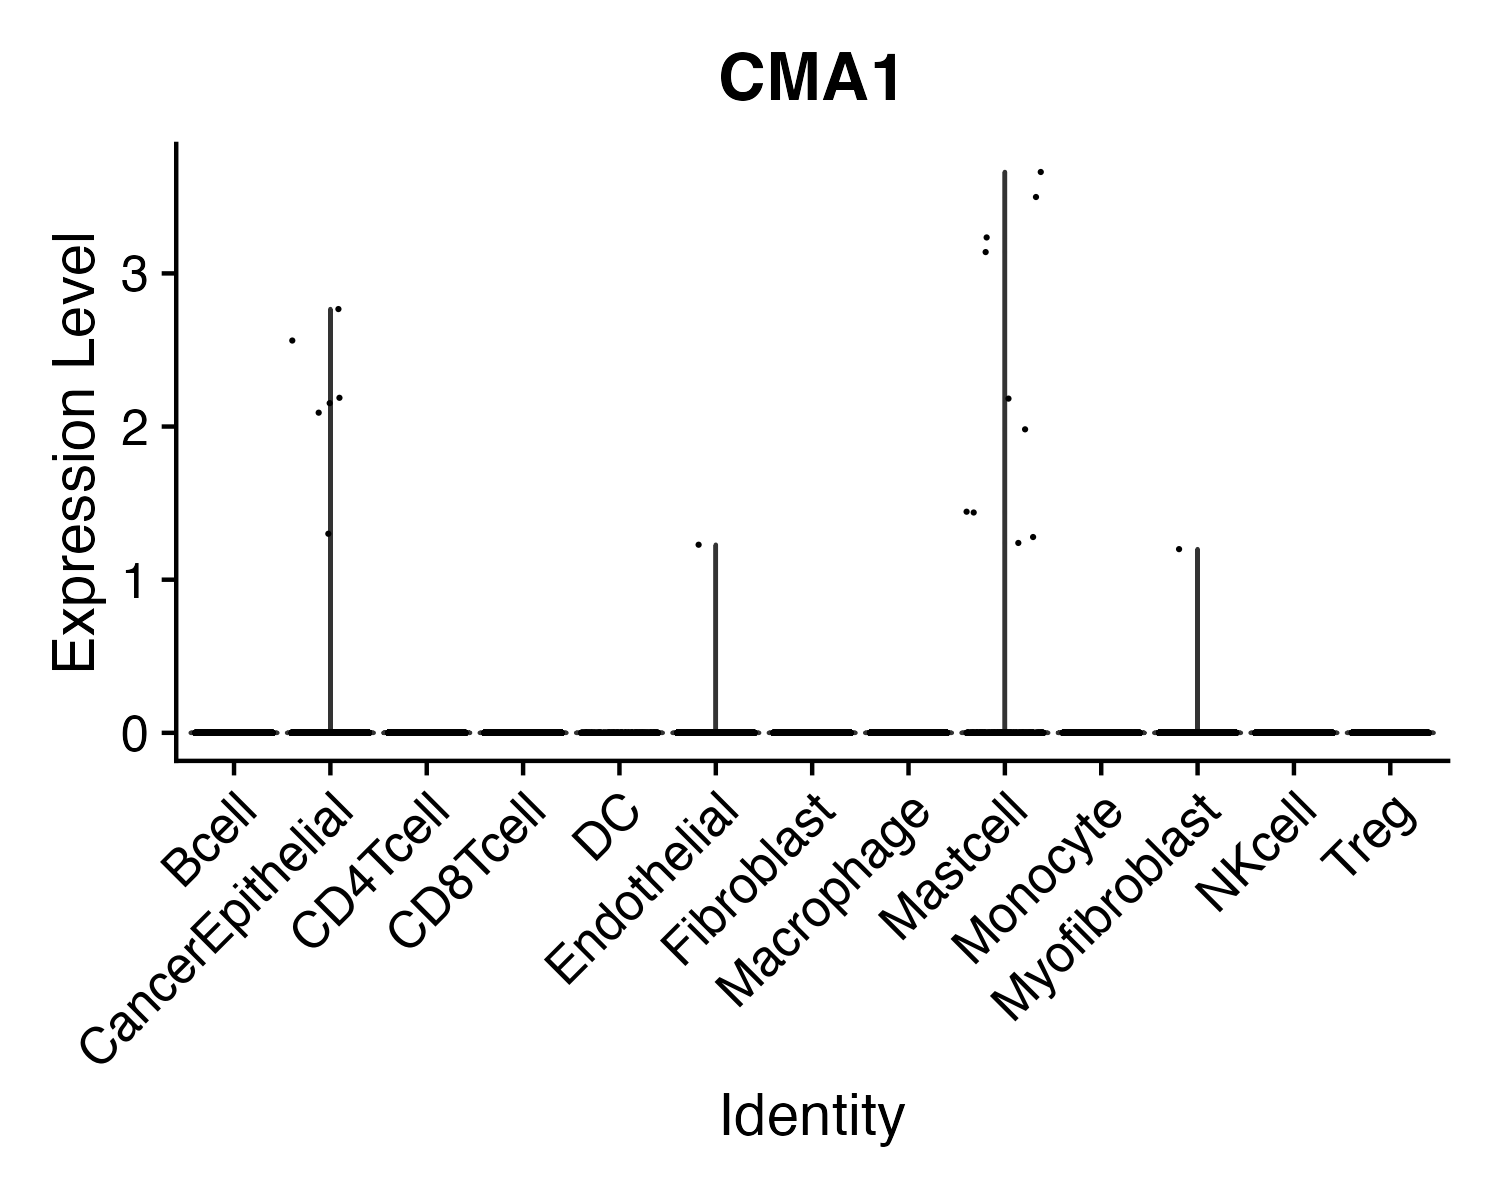 CMA1
Expression Level
3
2
1
0
Bcell
CancerEpithelial
CD4Tcell
CD8Tcell
DC
Endothelial
Fibroblast
Macrophage
Mastcell
Monocyte
Myofibroblast
NKcell
Treg
Identity